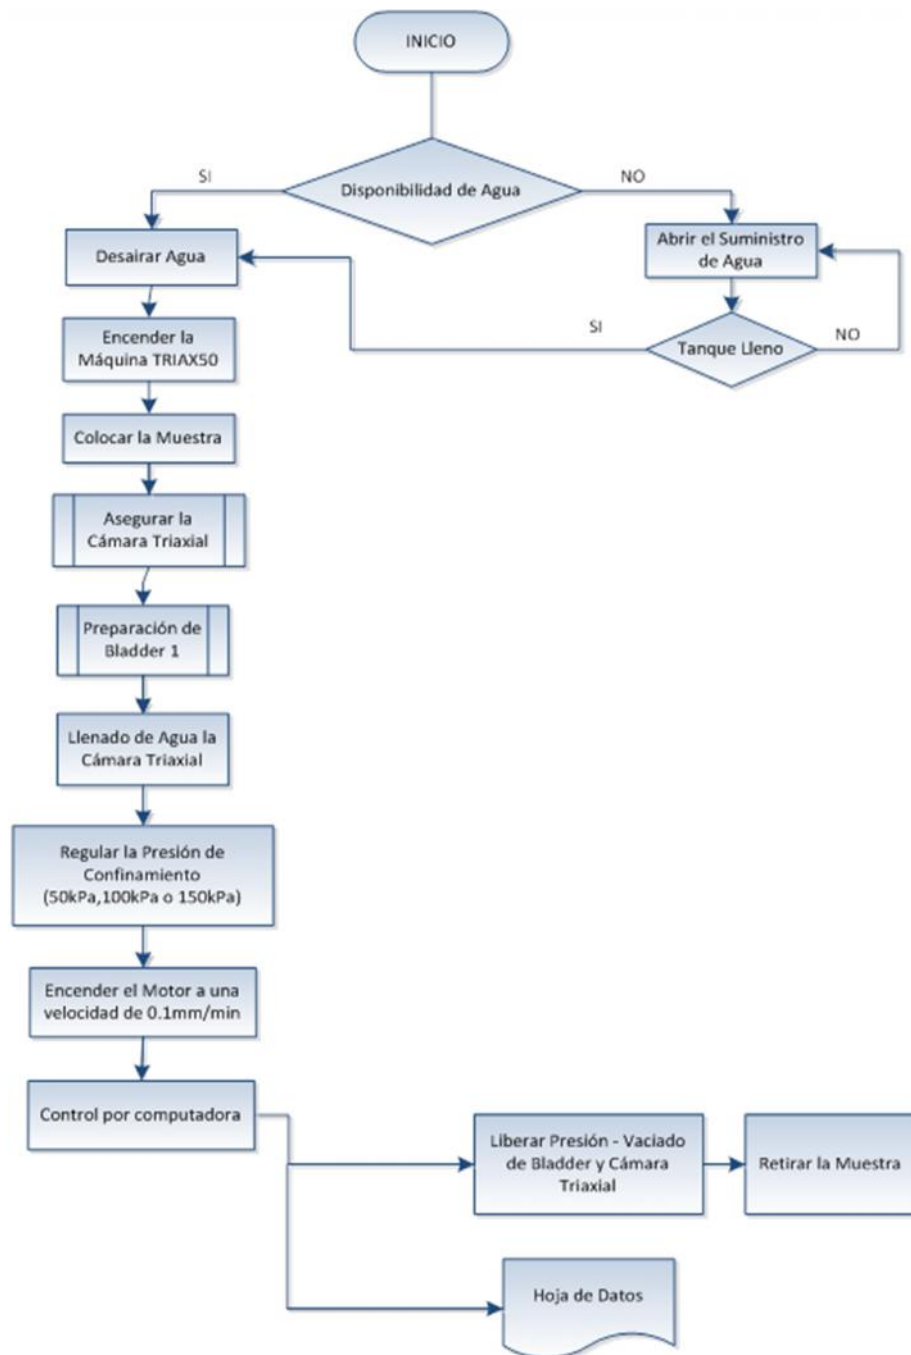 INICIO
Disponibilidad de Agua
SI
NO
Desairar Agua
Abrir el Suministro
de Agua
Tanque Lleno
SI
NO
Encender la
Máquina TRIAX50
Colocar la Muestra
Asegurar la
Cámara Triaxial
Preparación de
Bladder 1
Llenado de Agua la
Cámara Triaxial
Regular la Presión de
Confinamiento
(50kPa,100kPa o 150kPa)
Encender el Motor a una
velocidad de 0.1mm/min
Control por computadora
Liberar Presión - Vaciado
de Bladder y Cámara
Triaxial
Retirar la Muestra
Hoja de Datos